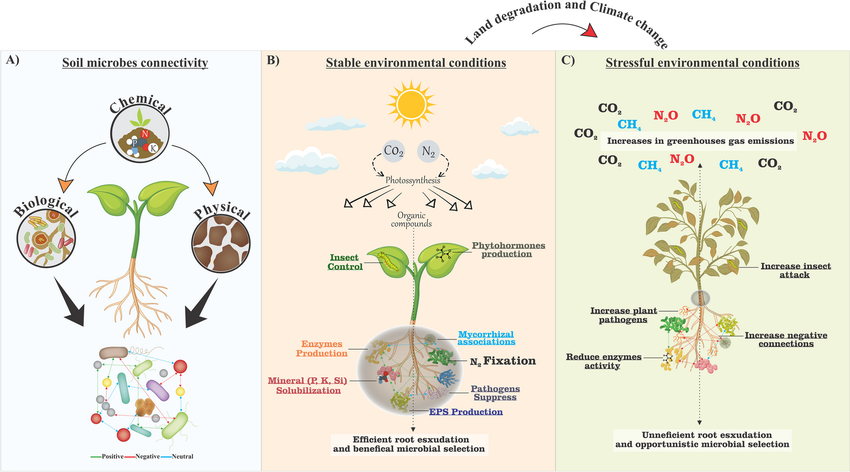 Land degradation and Climate change
A)
Soil microbes connectivity
Chemical
P
N
K
Biological
Physical
Positive
Negative
Neutral
B)
Stable environmental conditions
Co2
N2
Photossynthesis
Organic
compounds
Insect
Control
Phytohormones
production
Enzymes
Production
Mycorrhizal
associations
N2 Fixation
Mineral (P, K, Si)
Solubilization
Pathogens
Suppress
EPS Production
Efficient root esxudation
and benefical microbial selection
C)
Stressful environmental conditions
CO2
N2O
CH4
N2O
CO2
CH4
CO2
N2O
Increases in greenhouses gas emissions
CO2
CH4
N2O
CH4
CO2
Increase insect
attack
Increase plant
pathogens
Increase negative
connections
Reduce enzymes
activity
Unneficient root esxudation
and opportunistic microbial selection